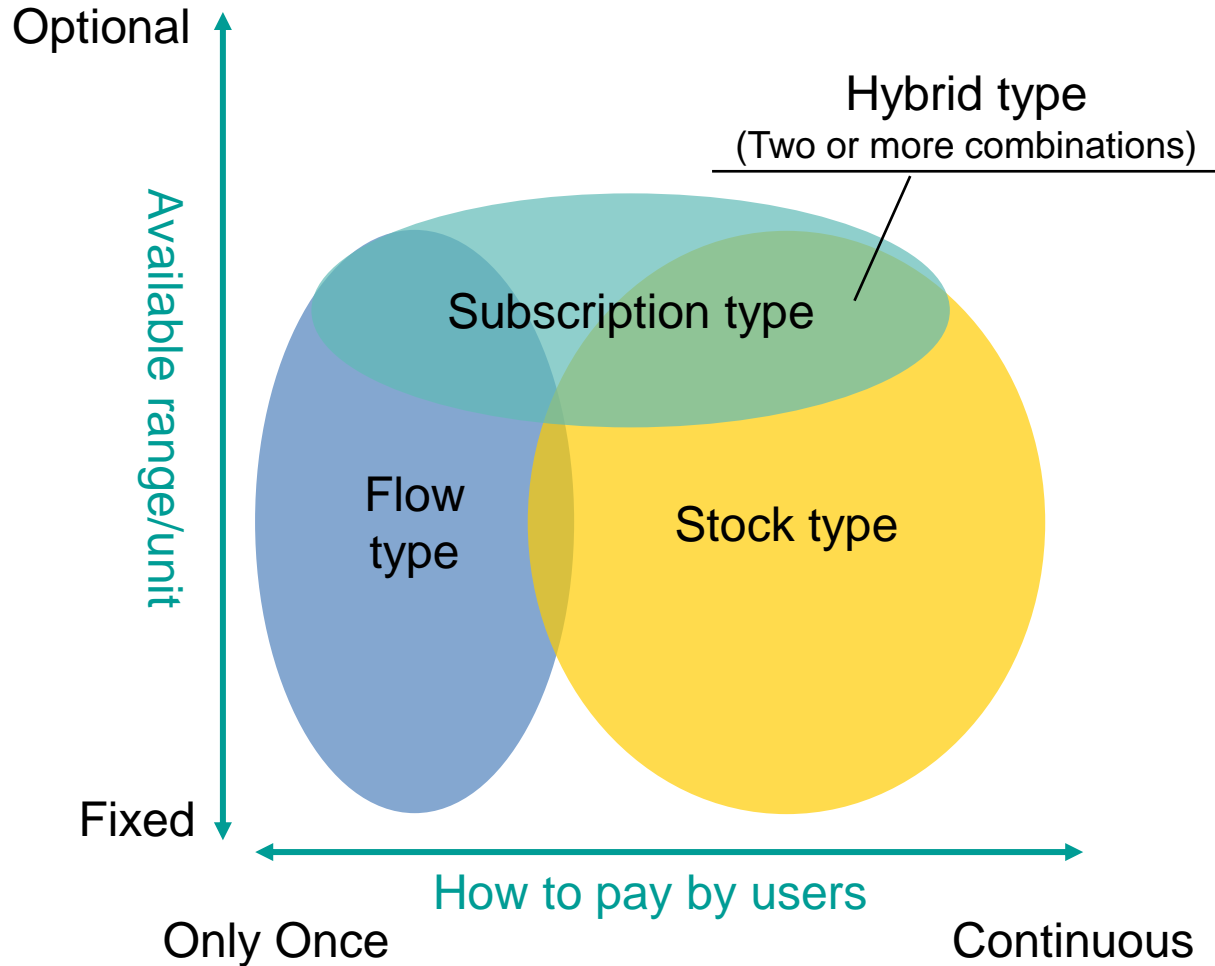 Optional
Hybrid type
(Two or more combinations)
Available range/unit
Subscription type
Flow
type
Stock type
Fixed
How to pay by users
Only Once
Continuous